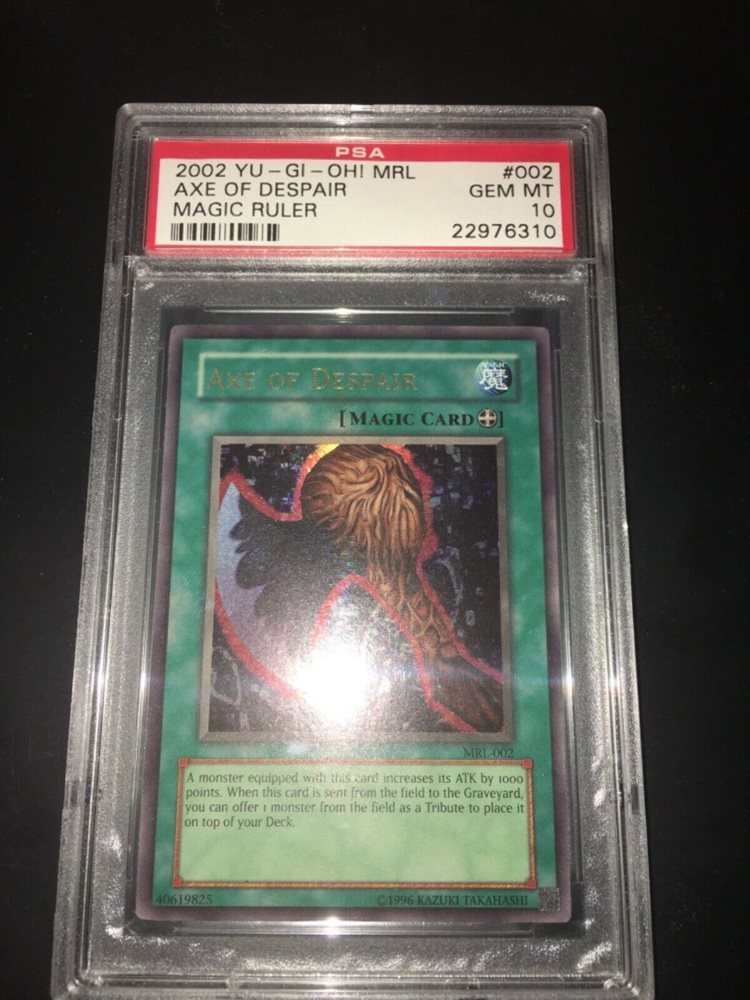 PSA
2002 YU-GI-OH! MRL #002
AXE OF DESPAIR GEM MT
MAGIC RULER 10
22976310
AXE OF DESPAIR
MAGIC
魔
[MAGIC CARD]
MRL-002
A monster equipped with this card increases its ATK by 1000
points. When this card is sent from the field to the Graveyard,
you can offer 1 monster from the field as a Tribute to place it
on top of your Deck.
40619825 ©1996 KAZUKI TAKAHASHI